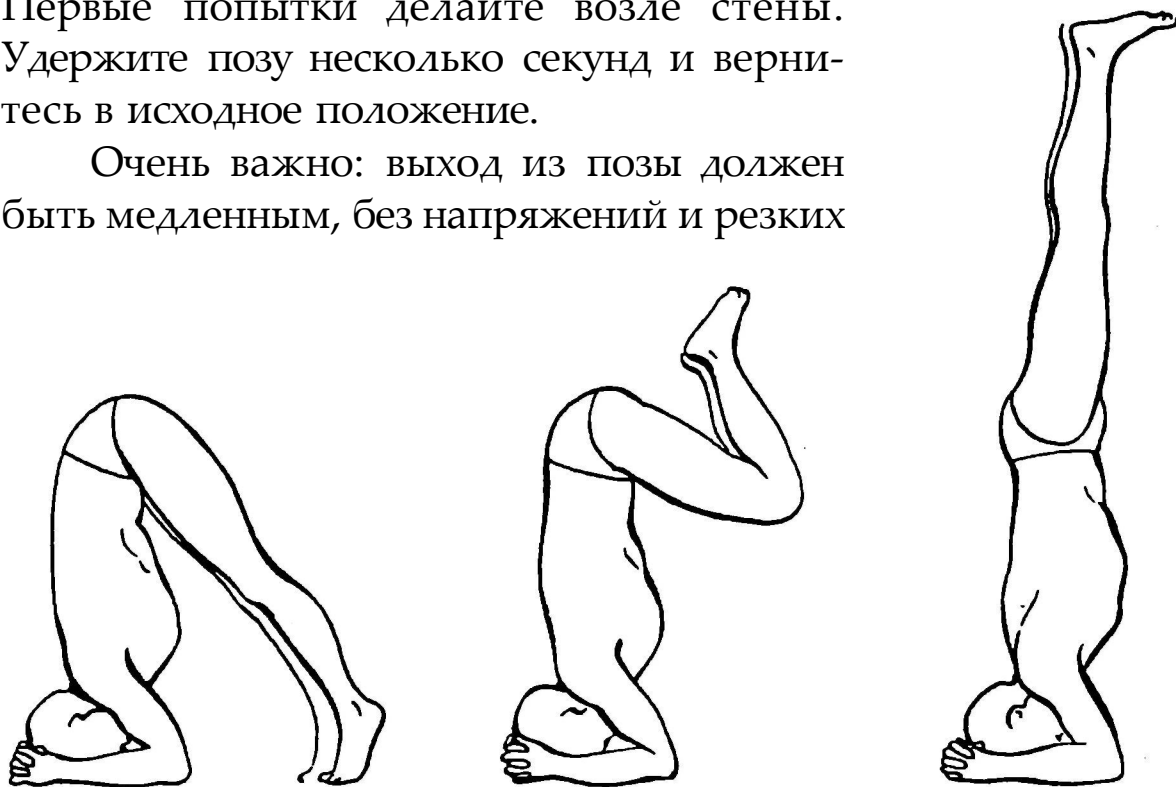 Первые попытки делайте возле стены.
Удержите позу несколько секунд и верни-
тесь в исходное положение.
Очень важно: выход из позы должен
быть медленным, без напряжений и резких